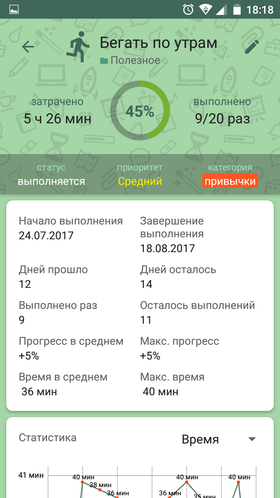 18:18
Бегать по утрам
Полезное
затрачено
5 ч 26 мин
45%
выполнено
9/20 раз
статус
выполняется
приоритет
Средний
категория
привычки
Начало выполнения
24.07.2017
Завершение
выполнения
18.08.2017
Дней прошло
12
Дней осталось
14
Выполнено раз
9
Осталось выполнений
11
Прогресс в среднем
+5%
Макс. прогресс
+5%
Время в среднем
36 мин
Макс. время
40 мин
Статистика
Время
41 мин
40 мин
38 мин
36 мин
40 мин
40 мин
36 мин